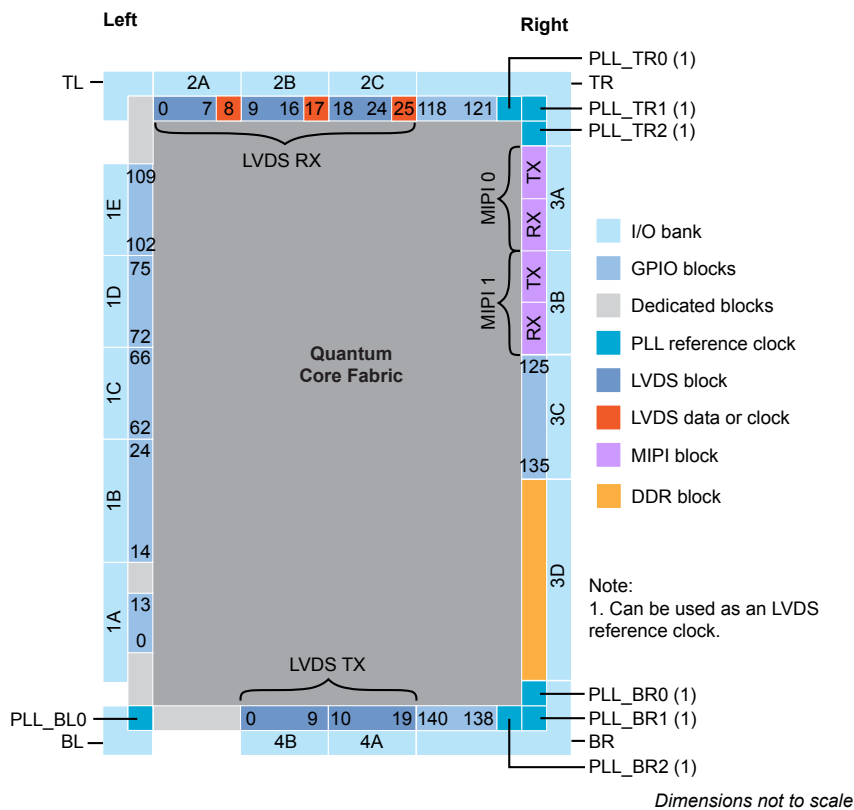 Left
Right
PLL_TR0 (1)
TL
2A
2B
2C
TR
0
7
8
9
16
17
18
24
25
118
121
PLL_TR1 (1)
PLL_TR2 (1)
LVDS RX
MIPI 0
TX
RX
3A
MIPI 1
TX
RX
3B
109
1E
102
75
1D
72
66
1C
62
24
1B
14
13
1A
0
Quantum
Core Fabric
125
3C
135
3D
I/O bank
GPIO blocks
Dedicated blocks
PLL reference clock
LVDS block
LVDS data or clock
MIPI block
DDR block
Note:
1. Can be used as an LVDS
reference clock.
LVDS TX
PLL_BR0 (1)
PLL_BL0
0
9
10
19
140
138
PLL_BR1 (1)
BL
4B
4A
BR
PLL_BR2 (1)
Dimensions not to scale